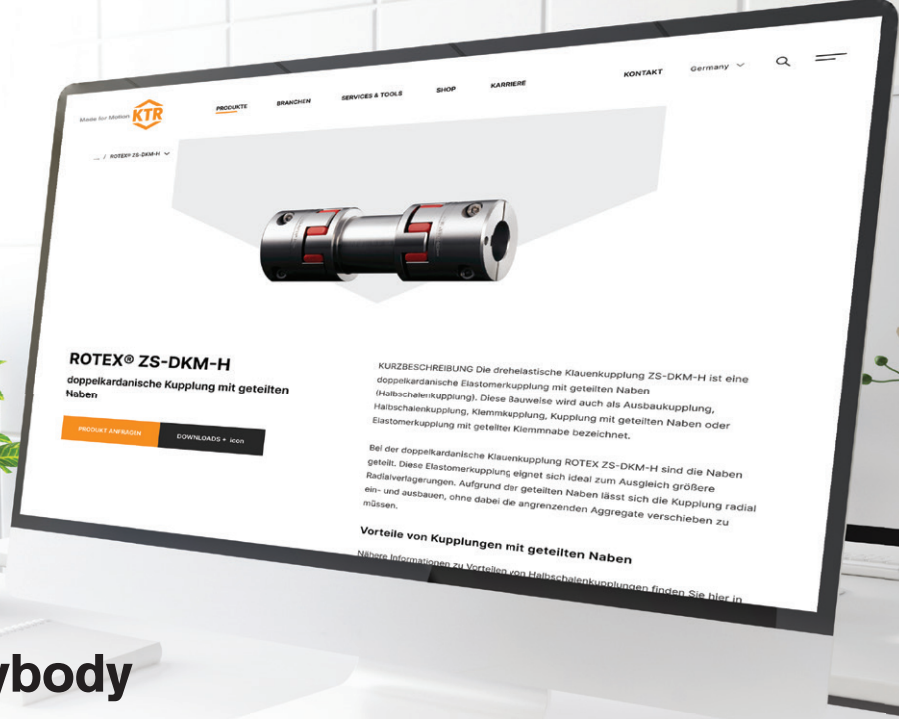 Made for Motion KTR
PRODUKTE BRANCHEN SERVICES & TOOLS SHOP KARRIERE KONTAKT Germany
... / ROTEX® ZS-DKM-H
ROTEX® ZS-DKM-H
doppelkardanische Kupplung mit geteilten
Naben
PRODUKT ANFRAGEN DOWNLOADS + icon
KURZBESCHREIBUNG Die drehelastische Klauenkupplung ZS-DKM-H ist eine
doppelkardanische Elastomerkupplung mit geteilten Naben
(Halbschalenkupplung). Diese Bauweise wird auch als Ausbaukupplung,
Halbschalenkupplung, Klemmkupplung, Kupplung mit geteilten Naben oder
Elastomerkupplung mit geteilter Klemmnabe bezeichnet.
Bei der doppelkardanische Klauenkupplung ROTEX ZS-DKM-H sind die Naben
geteilt. Diese Elastomerkupplung eignet sich ideal zum Ausgleich größere
Radialverlagerungen. Aufgrund der geteilten Naben lässt sich die Kupplung radial
ein- und ausbauen, ohne dabei die angrenzenden Aggregate verschieben zu
müssen.
Vorteile von Kupplungen mit geteilten Naben
Nähere Informationen zu Vorteilen von Halbschalenkupplungen finden Sie hier in
ybody